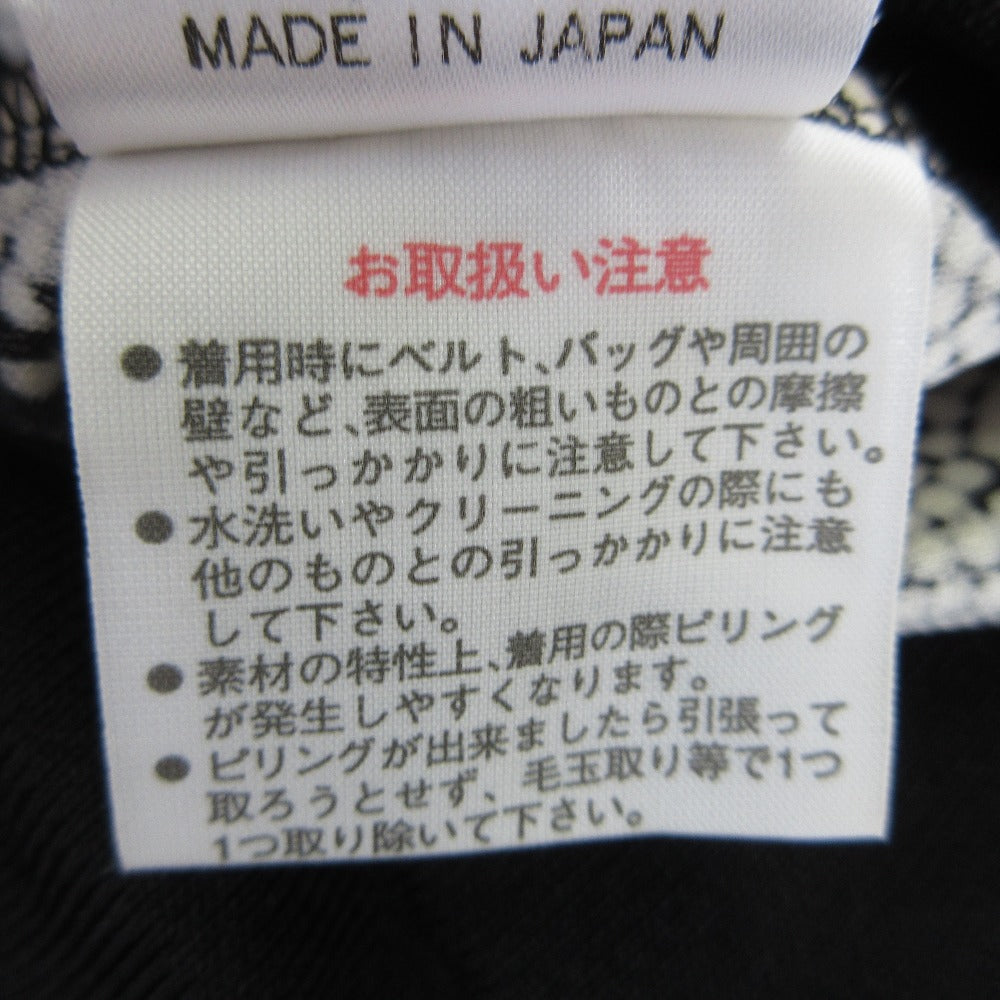 MADE IN JAPAN
お取扱い注意
● 着用時にベルト、バッグや周囲の
壁など、表面の粗いものとの摩擦
や引っかかりに注意して下さい。
● 水洗いやクリーニングの際にも
他のものとの引っかかりに注意
して下さい。
● 素材の特性上、着用の際ピリング
が発生しやすくなります。
● ピリングが出来ましたら引張って
取ろうとせず、毛玉取り等で1つ
1つ取り除いて下さい。